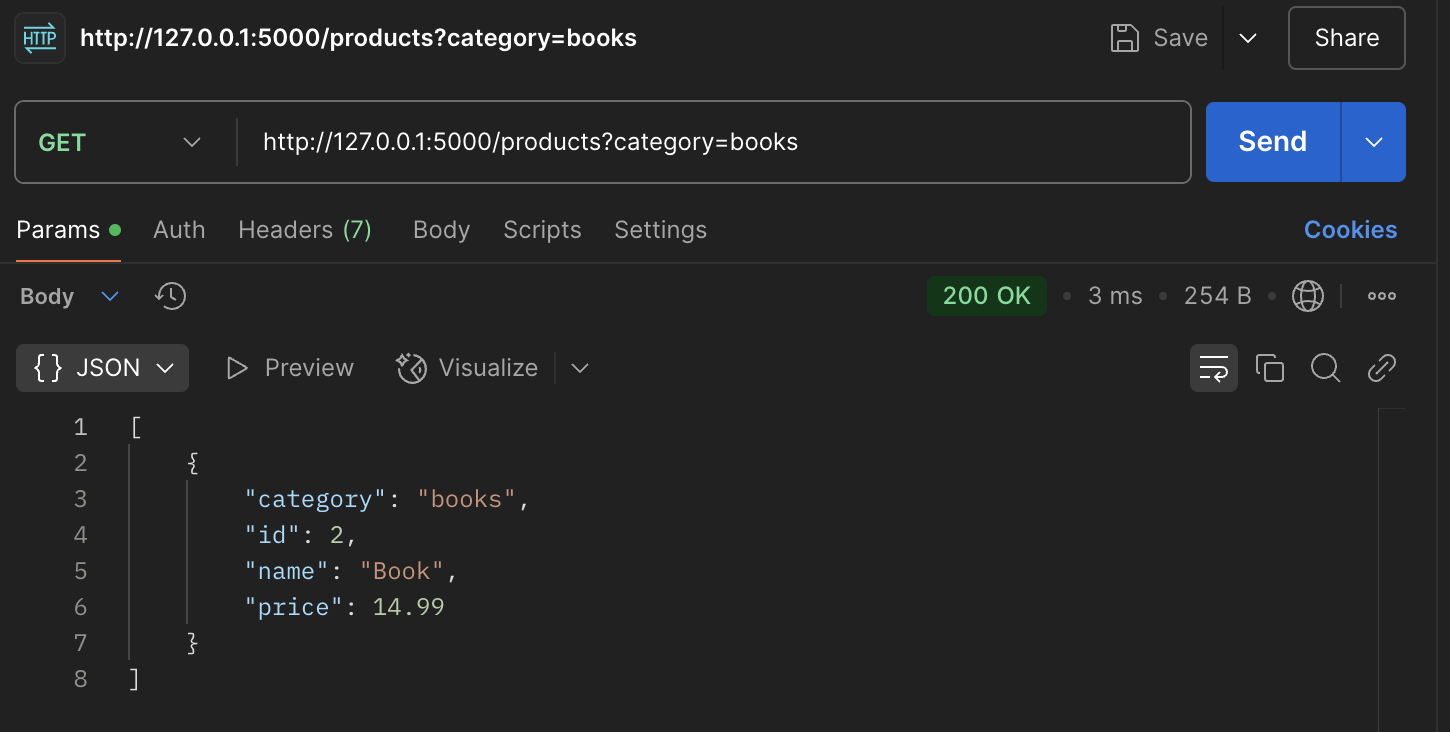 HTTP http://127.0.0.1:5000/products?category=books Save Share
GET http://127.0.0.1:5000/products?category=books Send
Params Auth Headers (7) Body Scripts Settings Cookies
Body 200 OK • 3 ms • 254 B •
{} JSON Preview Visualize
1 [
2 {
3 "category": "books",
4 "id": 2,
5 "name": "Book",
6 "price": 14.99
7 }
8 ]